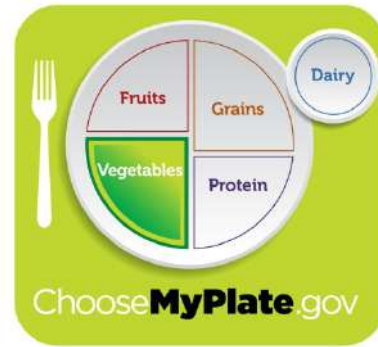 Dairy
Fruits
Grains
Vegetables
Protein
ChooseMyPlate.gov